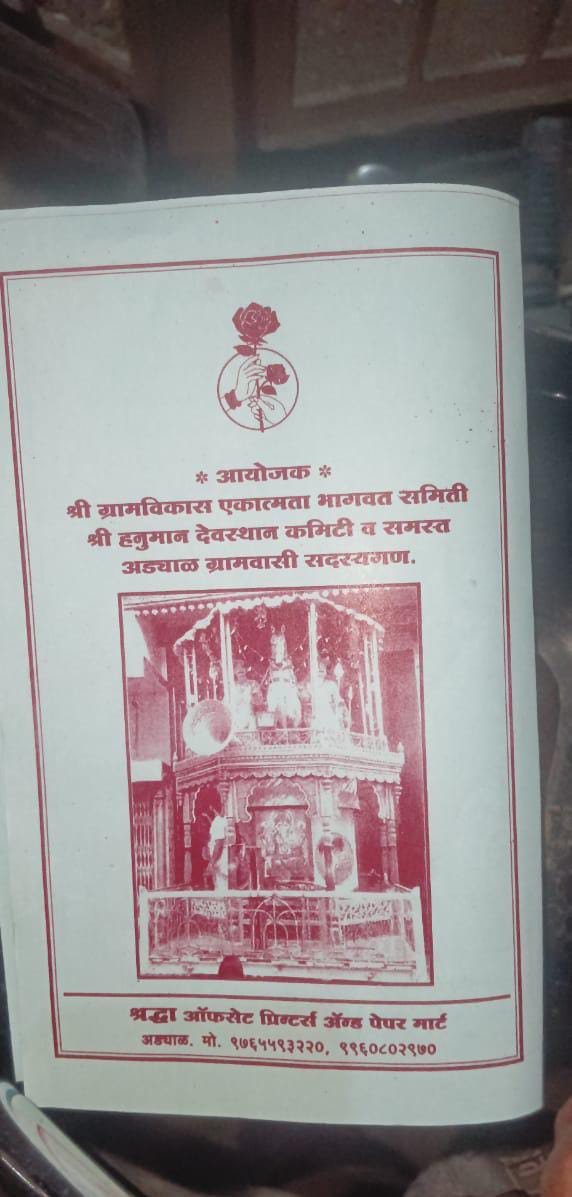 * आयोजक *
श्री ग्रामविकास एकात्मता भागवत समिती
श्री हनुमान देवस्थान कमिटी व समस्त
अड्याळ ग्रामवासी सदस्यगण.
श्रद्धा ऑफसेट प्रिन्टर्स ॲन्ड पेपर मार्ट
अड्याळ. मो. ९७६५५९३२२०, ९९६०८०२९७०